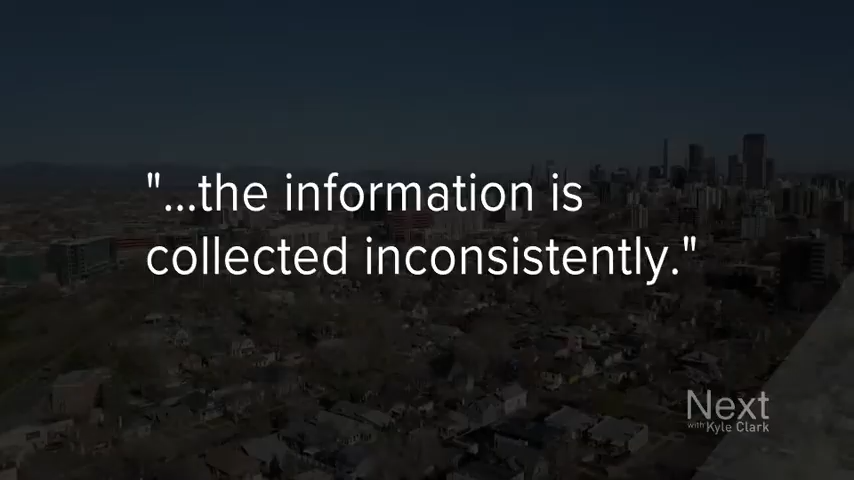 "...the information is
collected inconsistently."
Next
with Kyle Clark